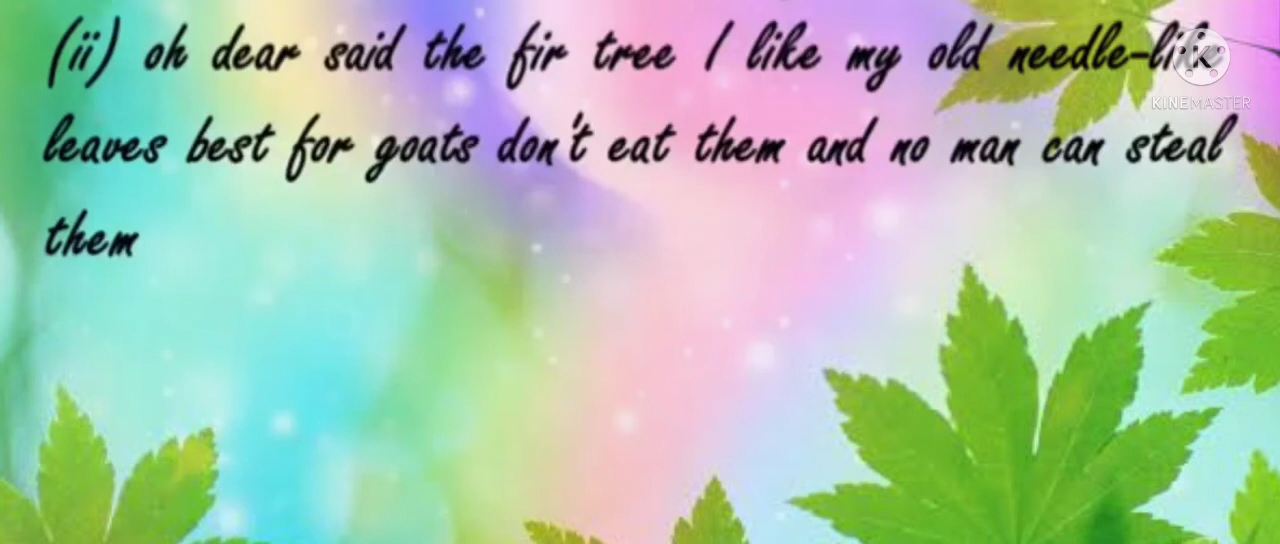 (ii) oh dear said the fir tree I like my old needle-like
leaves best for goats don't eat them and no man can steal
them
KINEMASTER